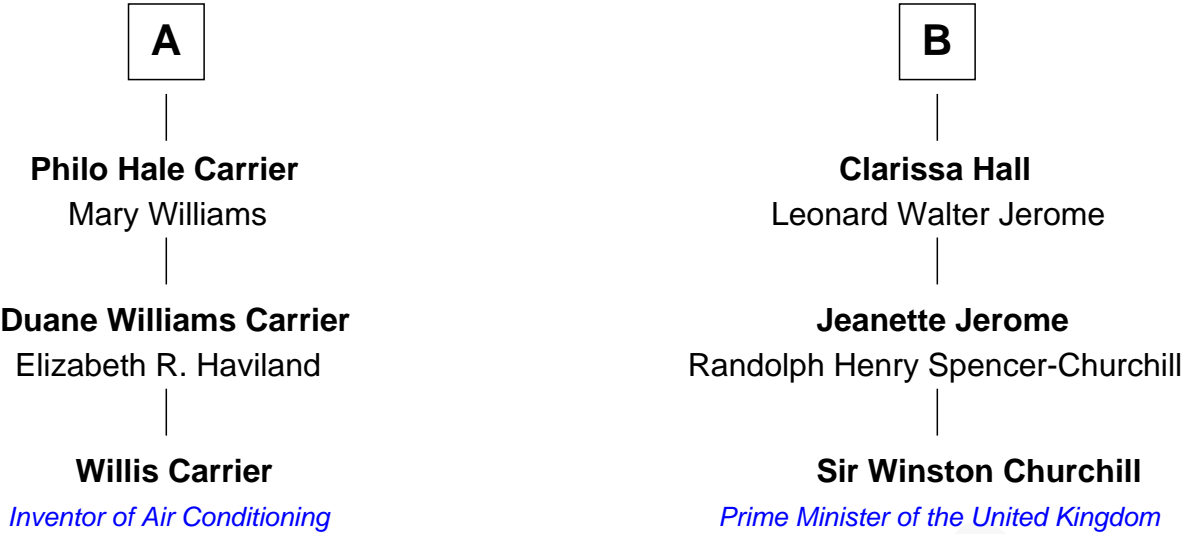 A
Philo Hale Carrier
Mary Williams
Duane Williams Carrier
Elizabeth R. Haviland
Willis Carrier
Inventor of Air Conditioning
B
Clarissa Hall
Leonard Walter Jerome
Jeanette Jerome
Randolph Henry Spencer-Churchill
Sir Winston Churchill
Prime Minister of the United Kingdom